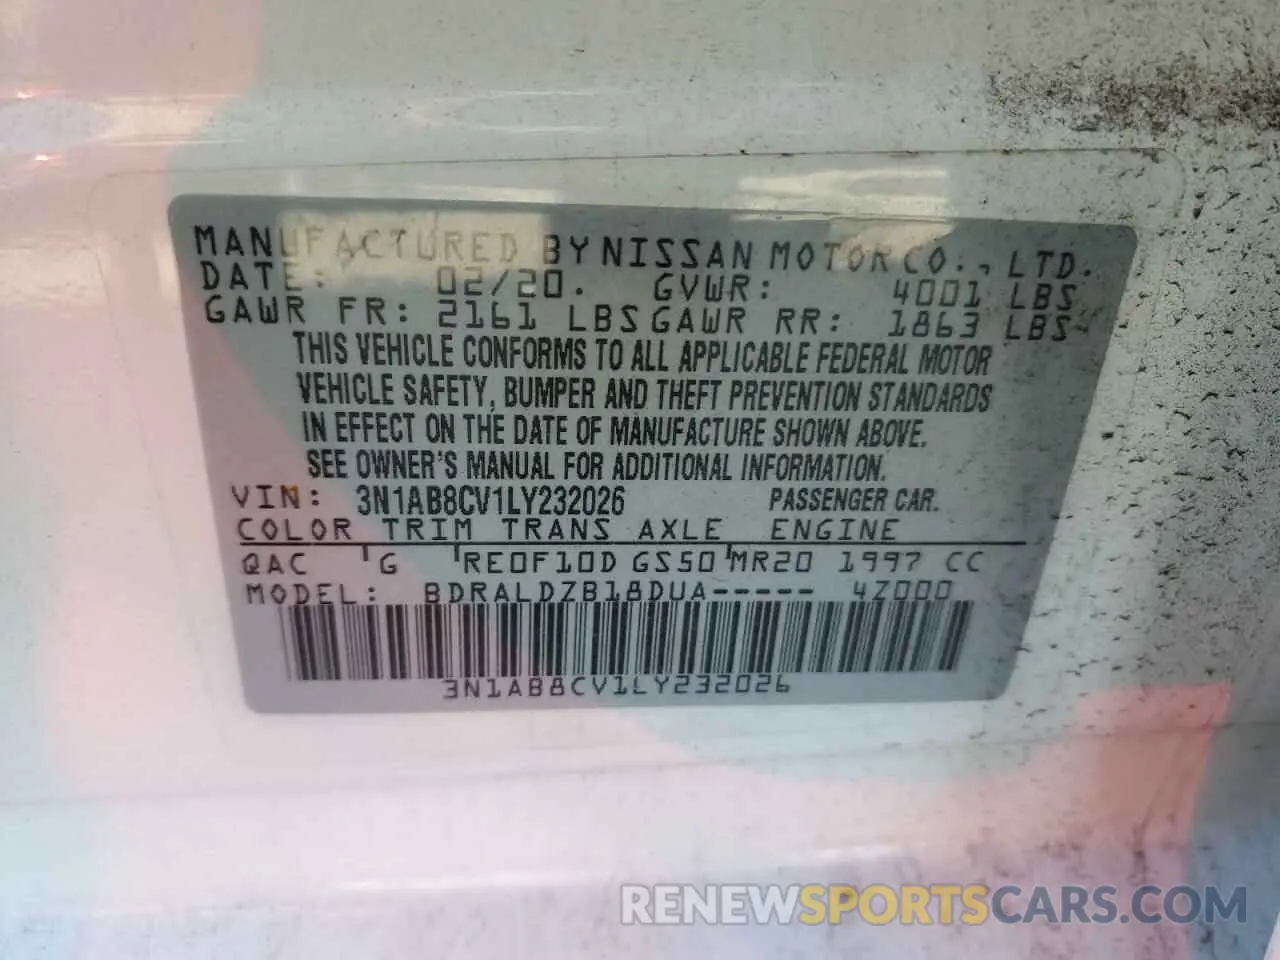 MANUFACTURED BY NISSAN MOTOR CO., LTD.
DATE: 02/20. GVWR: 4001 LBS
GAWR FR: 2161 LBS GAWR RR: 1863 LBS
THIS VEHICLE CONFORMS TO ALL APPLICABLE FEDERAL MOTOR
VEHICLE SAFETY, BUMPER AND THEFT PREVENTION STANDARDS
IN EFFECT ON THE DATE OF MANUFACTURE SHOWN ABOVE.
SEE OWNER'S MANUAL FOR ADDITIONAL INFORMATION.
VIN: 3N1AB8CV1LY232026 PASSENGER CAR.
COLOR TRIM TRANS AXLE ENGINE
QAC G RE0F10D GS50 MR20 1997 CC
MODEL: BDRALDZB18DUA----- 4Z000
3N1AB8CV1LY232026
RENEWSPORTSCARS.COM